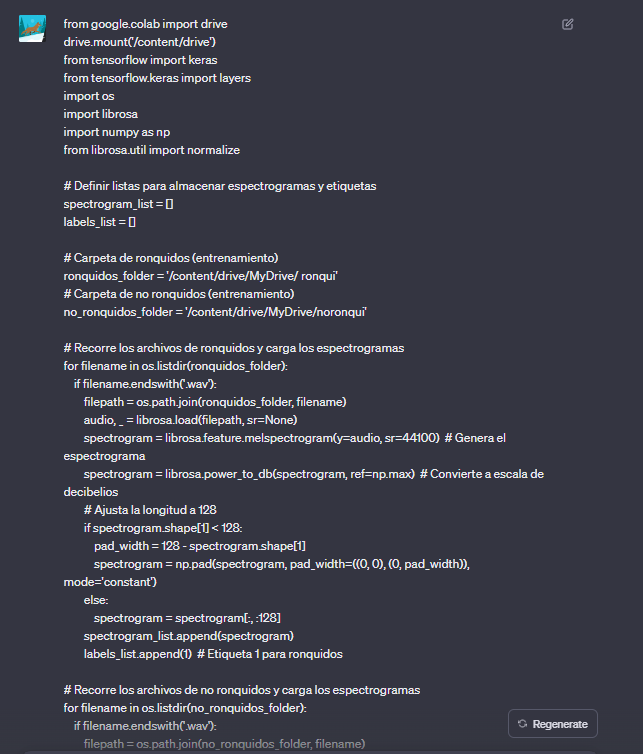 from google.colab import drive
drive.mount('/content/drive')
from tensorflow import keras
from tensorflow.keras import layers
import os
import librosa
import numpy as np
from librosa.util import normalize

# Definir listas para almacenar espectrogramas y etiquetas
spectrogram_list = []
labels_list = []

# Carpeta de ronquidos (entrenamiento)
ronquidos_folder = '/content/drive/MyDrive/ ronqui'
# Carpeta de no ronquidos (entrenamiento)
no_ronquidos_folder = '/content/drive/MyDrive/noronqui'

# Recorre los archivos de ronquidos y carga los espectrogramas
for filename in os.listdir(ronquidos_folder):
    if filename.endswith('.wav'):
        filepath = os.path.join(ronquidos_folder, filename)
        audio, _ = librosa.load(filepath, sr=None)
        spectrogram = librosa.feature.melspectrogram(y=audio, sr=44100)  # Genera el
espectrograma
        spectrogram = librosa.power_to_db(spectrogram, ref=np.max)  # Convierte a escala de
decibelios
        # Ajusta la longitud a 128
        if spectrogram.shape[1] < 128:
            pad_width = 128 - spectrogram.shape[1]
            spectrogram = np.pad(spectrogram, pad_width=((0, 0), (0, pad_width)),
mode='constant')
        else:
            spectrogram = spectrogram[:, :128]
        spectrogram_list.append(spectrogram)
        labels_list.append(1)  # Etiqueta 1 para ronquidos

# Recorre los archivos de no ronquidos y carga los espectrogramas
for filename in os.listdir(no_ronquidos_folder):
    if filename.endswith('.wav'):
        filepath = os.path.join(no_ronquidos_folder, filename)
Regenerate